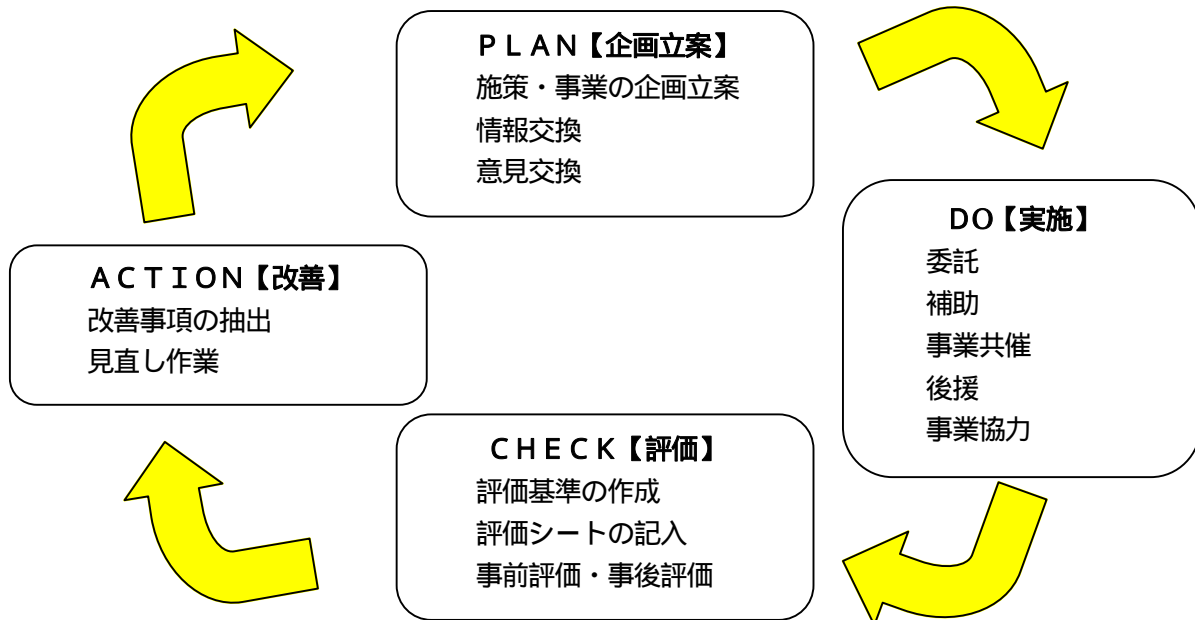 ＰＬＡＮ【企画立案】
施策・事業の企画立案
情報交換
意見交換
ＤＯ【実施】
委託
補助
事業共催
後援
事業協力
ＣＨＥＣＫ【評価】
評価基準の作成
評価シートの記入
事前評価・事後評価
ＡＣＴＩＯＮ【改善】
改善事項の抽出
見直し作業